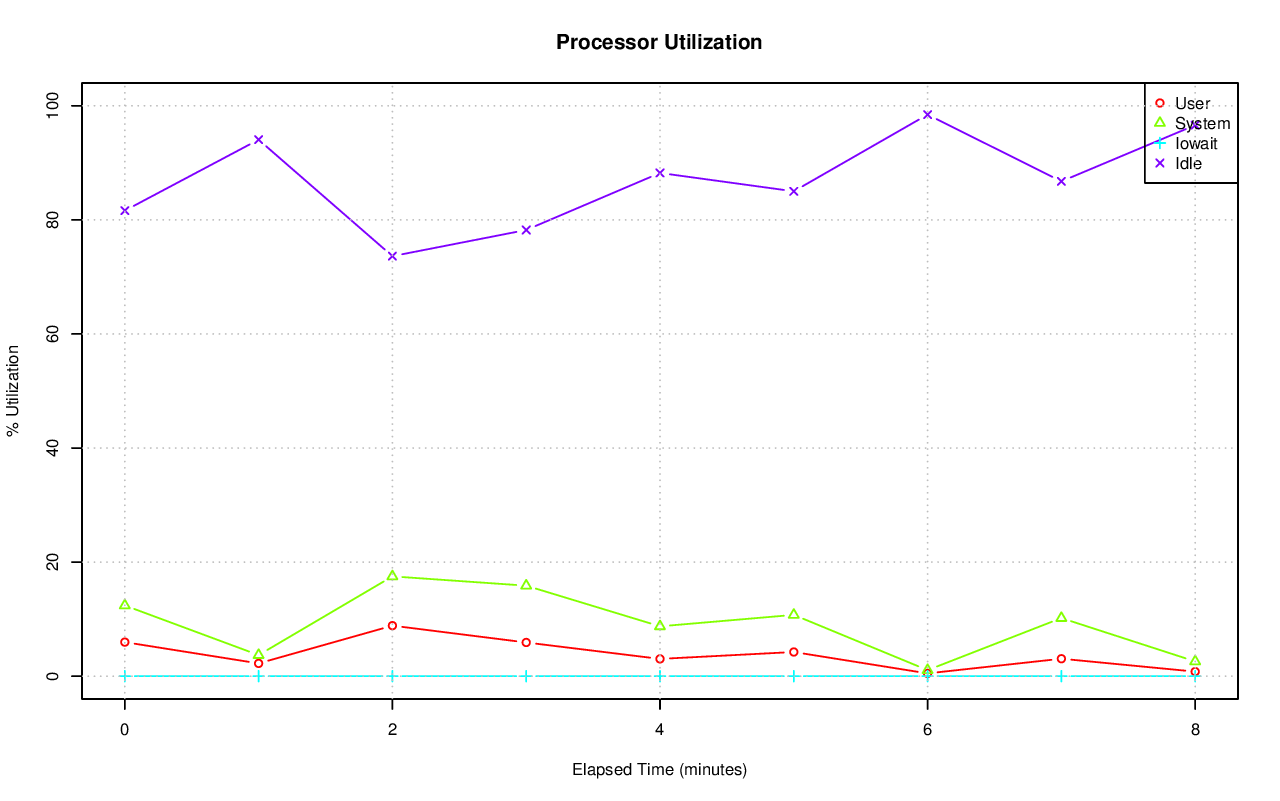 Processor Utilization
User
System
Iowait
Idle
100
80
60
40
20
0
% Utilization
0 2 4 6 8
Elapsed Time (minutes)